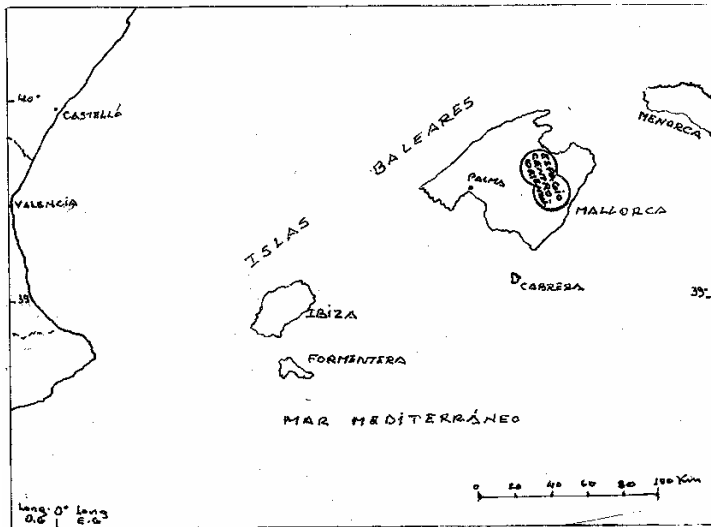 40°
CASTELLÓ
VALENCIA
39
ISLAS BALEARES
PALMA
MALLORCA
MENORCA
CABRERA
39°
IBIZA
FORMENTERA
MAR MEDITERRÁNEO
0 20 40 60 80 100 Km
Long. 0° Long
O.G E.G